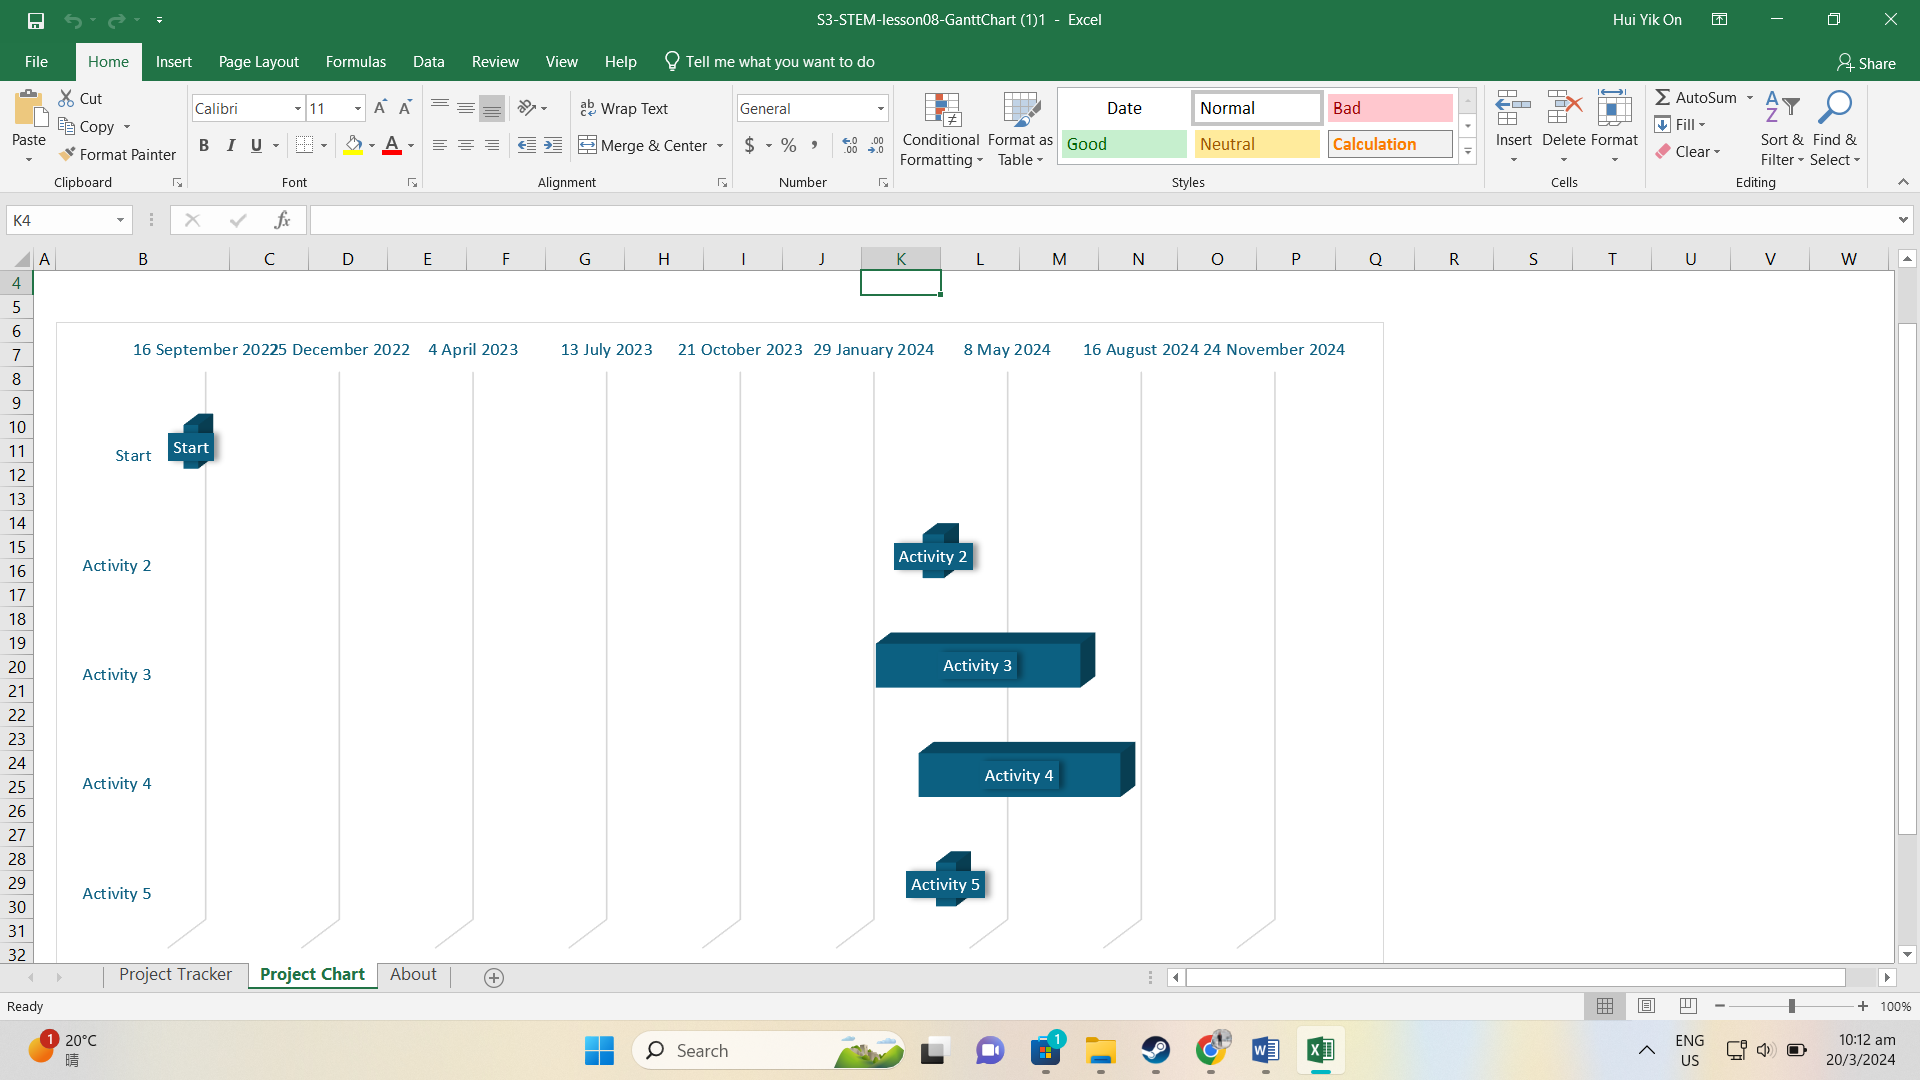 S3-STEM-lesson08-GanttChart (1)1 - Excel
Hui Yik On
File Home Insert Page Layout Formulas Data Review View Help Tell me what you want to do Share
Paste
Cut
Copy
Format Painter
Clipboard
Calibri 11
B I U
Font
Wrap Text
Merge & Center
Alignment
General
$ % ,
Number
Conditional Formatting
Format as Table
Date Normal Bad
Good Neutral Calculation
Styles
Insert Delete Format
Cells
AutoSum
Fill
Clear
Sort & Filter
Find & Select
Editing
K4
fx
A B C D E F G H I J K L M N O P Q R S T U V W
4
5
6
7
8
9
10
11
12
13
14
15
16
17
18
19
20
21
22
23
24
25
26
27
28
29
30
31
32
16 September 2022 25 December 2022 4 April 2023 13 July 2023 21 October 2023 29 January 2024 8 May 2024 16 August 2024 24 November 2024
Start Start
Activity 2 Activity 2
Activity 3 Activity 3
Activity 4 Activity 4
Activity 5 Activity 5
Project Tracker Project Chart About
Ready
100%
1
20°C
晴
Search
1
ENG
US
10:12 am
20/3/2024